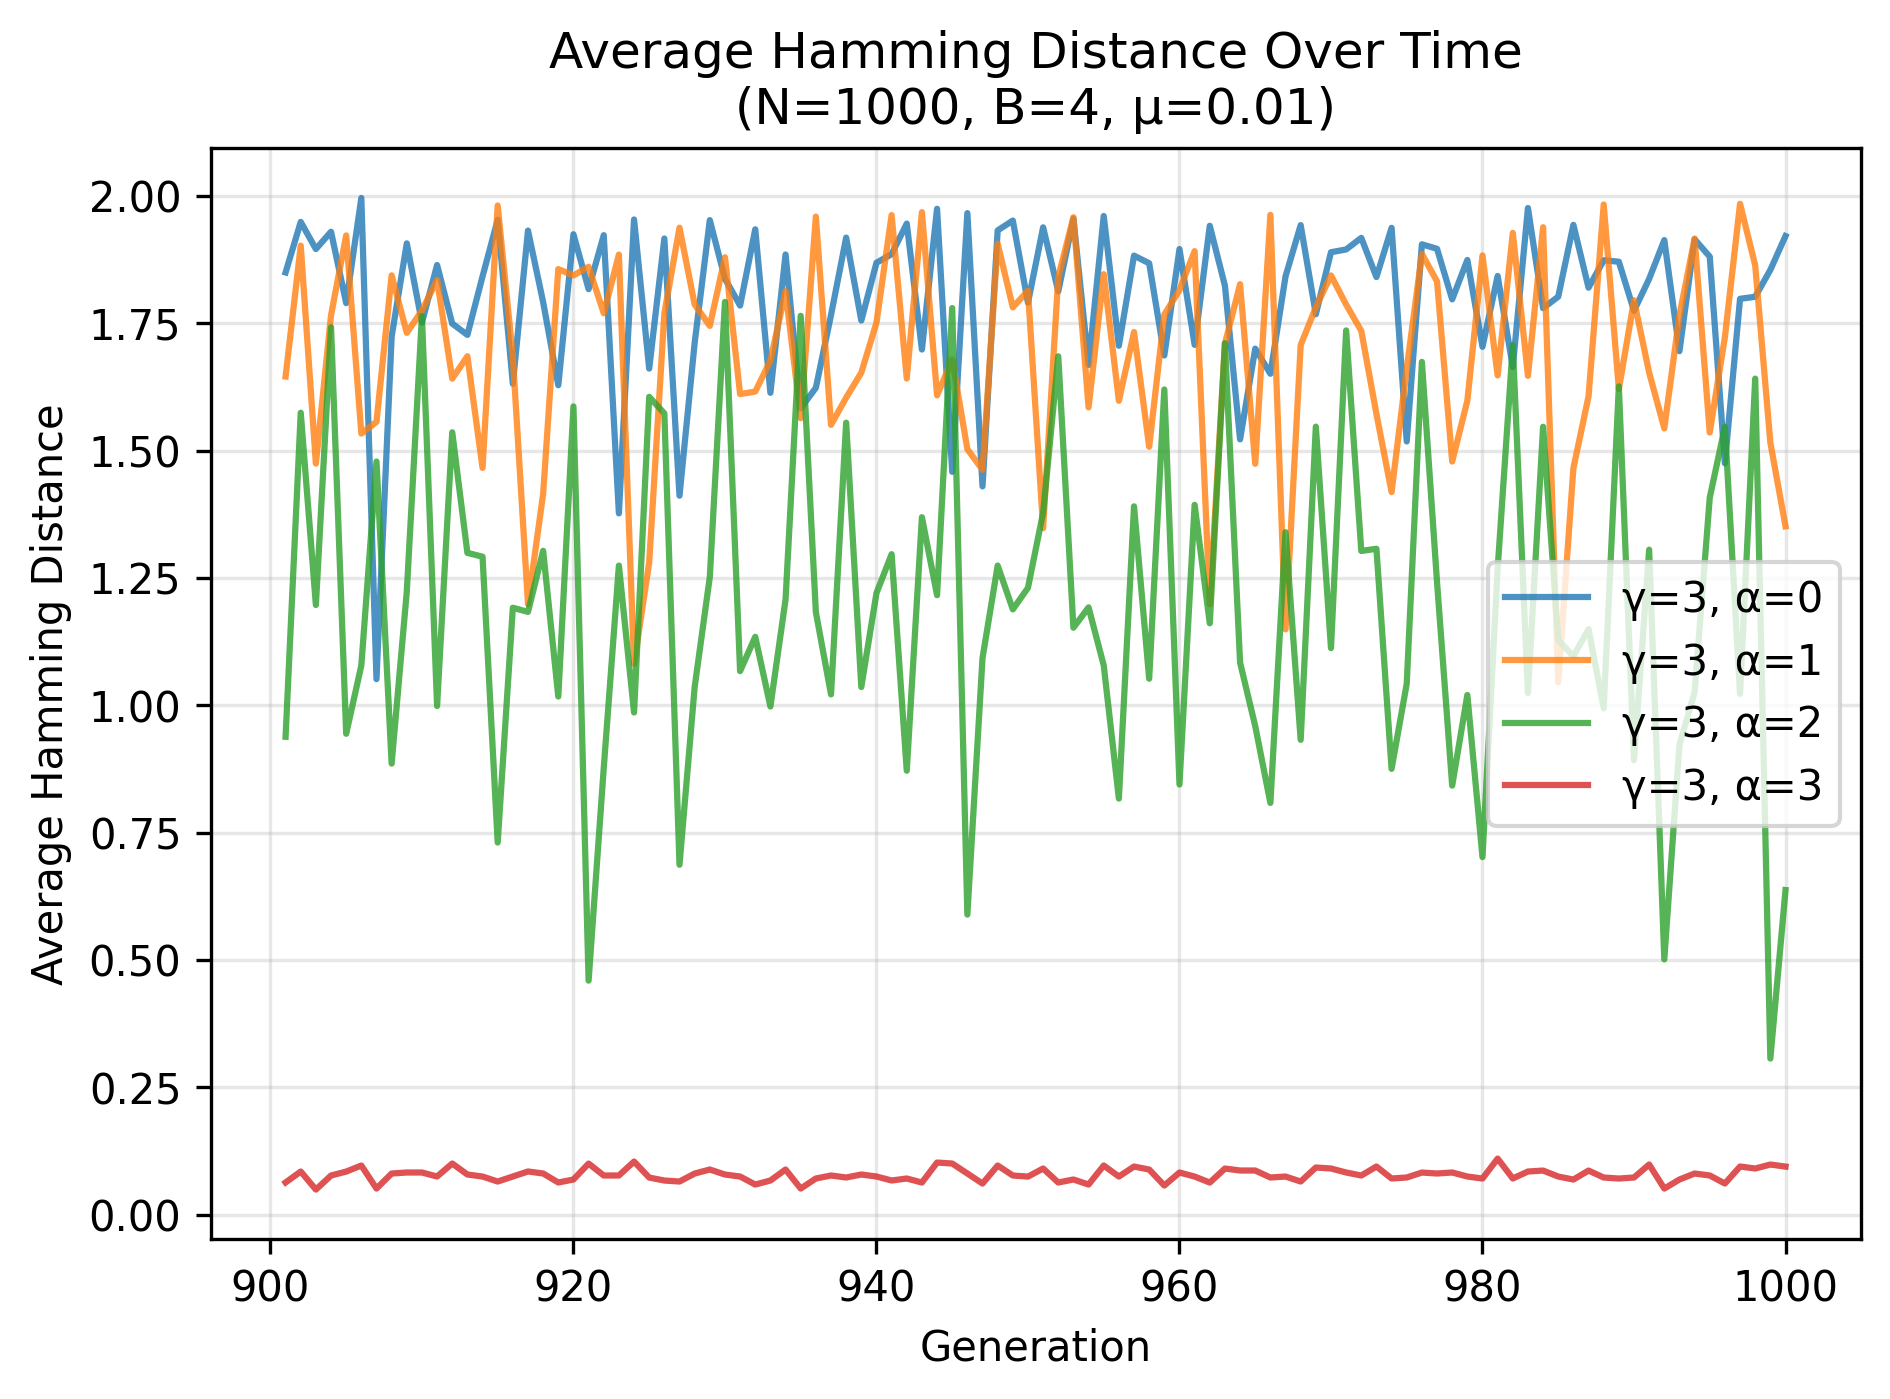 Average Hamming Distance Over Time
(N=1000, B=4, μ=0.01)
Average Hamming Distance
2.00
1.75
1.50
1.25
1.00
0.75
0.50
0.25
0.00
γ=3, α=0
γ=3, α=1
γ=3, α=2
γ=3, α=3
900
920
940
960
980
1000
Generation